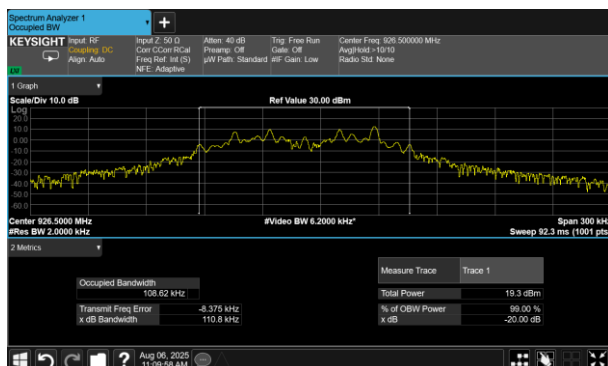 Spectrum Analyzer 1
Occupied BW
+
KEYSIGHT Input: RF Input Z: 50 Ω Atten: 40 dB Trig: Free Run Center Freq: 926.500000 MHz
Coupling: DC Corr CCorr RCal Preamp: Off Gate: Off Avg|Hold:>10/10
Align: Auto Freq Ref: Int (S) µW Path: Standard #IF Gain: Low Radio Std: None
NFE: Adaptive
1 Graph
Scale/Div 10.0 dB Ref Value 30.00 dBm
Log
20.0
10.0
0.00
-10.0
-20.0
-30.0
-40.0
-50.0
-60.0
Center 926.5000 MHz #Video BW 6.2000 kHz* Span 300 kHz
#Res BW 2.0000 kHz Sweep 92.3 ms (1001 pts
2 Metrics
Measure Trace Trace 1
Occupied Bandwidth
108.62 kHz
Total Power 19.3 dBm
Transmit Freq Error -8.375 kHz % of OBW Power 99.00 %
x dB Bandwidth 110.8 kHz x dB -20.00 dB
? Aug 06, 2025
11:09:58 AM